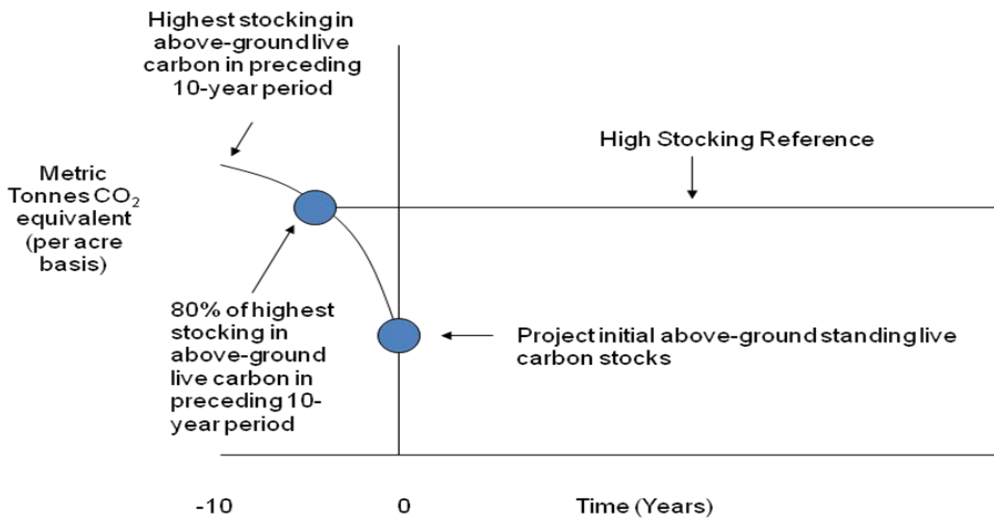 Highest stocking in
above-ground live
carbon in preceding
10-year period
High Stocking Reference
Metric
Tonnes CO₂
equivalent
(per acre
basis)
80% of highest
stocking in
above-ground
live carbon in
preceding 10-
year period
Project initial above-ground standing live
carbon stocks
-10
0
Time (Years)